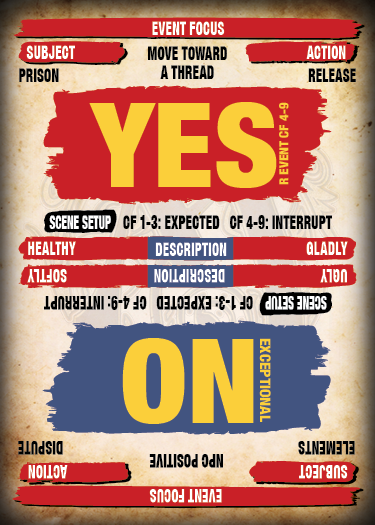 EVENT FOCUS
SUBJECT MOVE TOWARD A THREAD ACTION
PRISON RELEASE
YES
R EVENT CF 4-9
SCENE SETUP CF 1-3: EXPECTED CF 4-9: INTERRUPT
HEALTHY DESCRIPTION GLADLY
EVENT FOCUS
SUBJECT NPC POSITIVE ACTION
ELEMENTS DISPUTE
NO
EXCEPTIONAL
SCENE SETUP CF 1-3: EXPECTED CF 4-9: INTERRUPT
UGLY DESCRIPTION SOFTLY